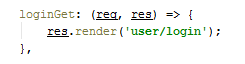 loginGet: (req, res) => {
res.render('user/login');
},